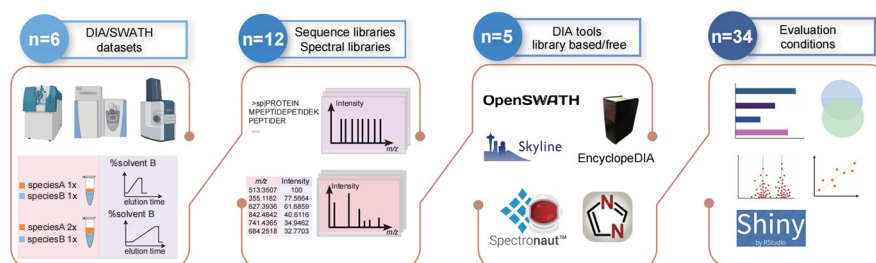 n=6
DIA/SWATH
datasets
%solvent B
speciesA 1x
speciesB 1x
elution time
%solvent B
speciesA 2x
speciesB 1x
elution time
n=12
Sequence libraries
Spectral libraries
>sp|PROTEIN
MPEPTIDEPETIDEK
PEPTIDER
....
Intensity
m/z
m/z Intensity
513.3507 100
355.1182 77.5664
627.3936 61.6859
842.4842 40.6116
741.4365 34.9462
684.2518 32.7703
Intensity
m/z
n=5
DIA tools
library based/free
OpenSWATH
Skyline
EncyclopeDIA
Spectronaut™
N
N
n=34
Evaluation
conditions
Shiny
by RStudio